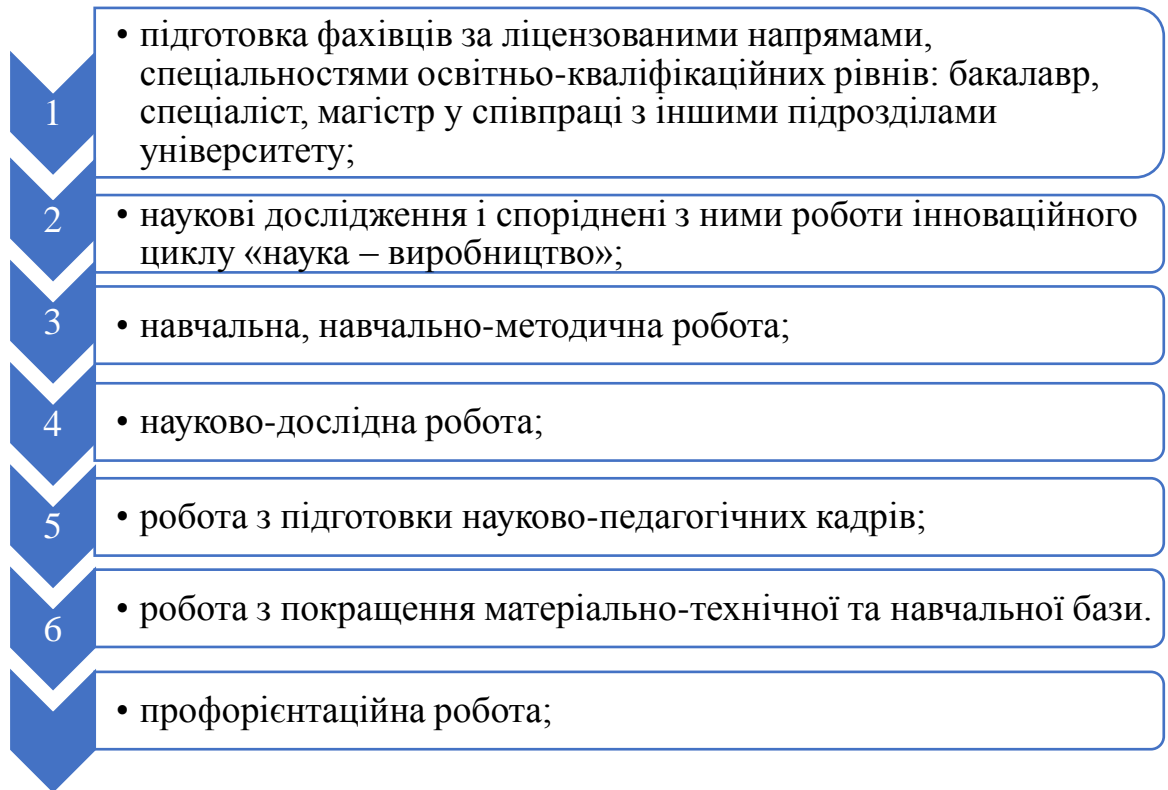 1
• підготовка фахівців за ліцензованими напрямами,
спеціальностями освітньо-кваліфікаційних рівнів: бакалавр,
спеціаліст, магістр у співпраці з іншими підрозділами
університету;
2
• наукові дослідження і споріднені з ними роботи інноваційного
циклу «наука – виробництво»;
3
• навчальна, навчально-методична робота;
4
• науково-дослідна робота;
5
• робота з підготовки науково-педагогічних кадрів;
6
• робота з покращення матеріально-технічної та навчальної бази.
• профорієнтаційна робота;